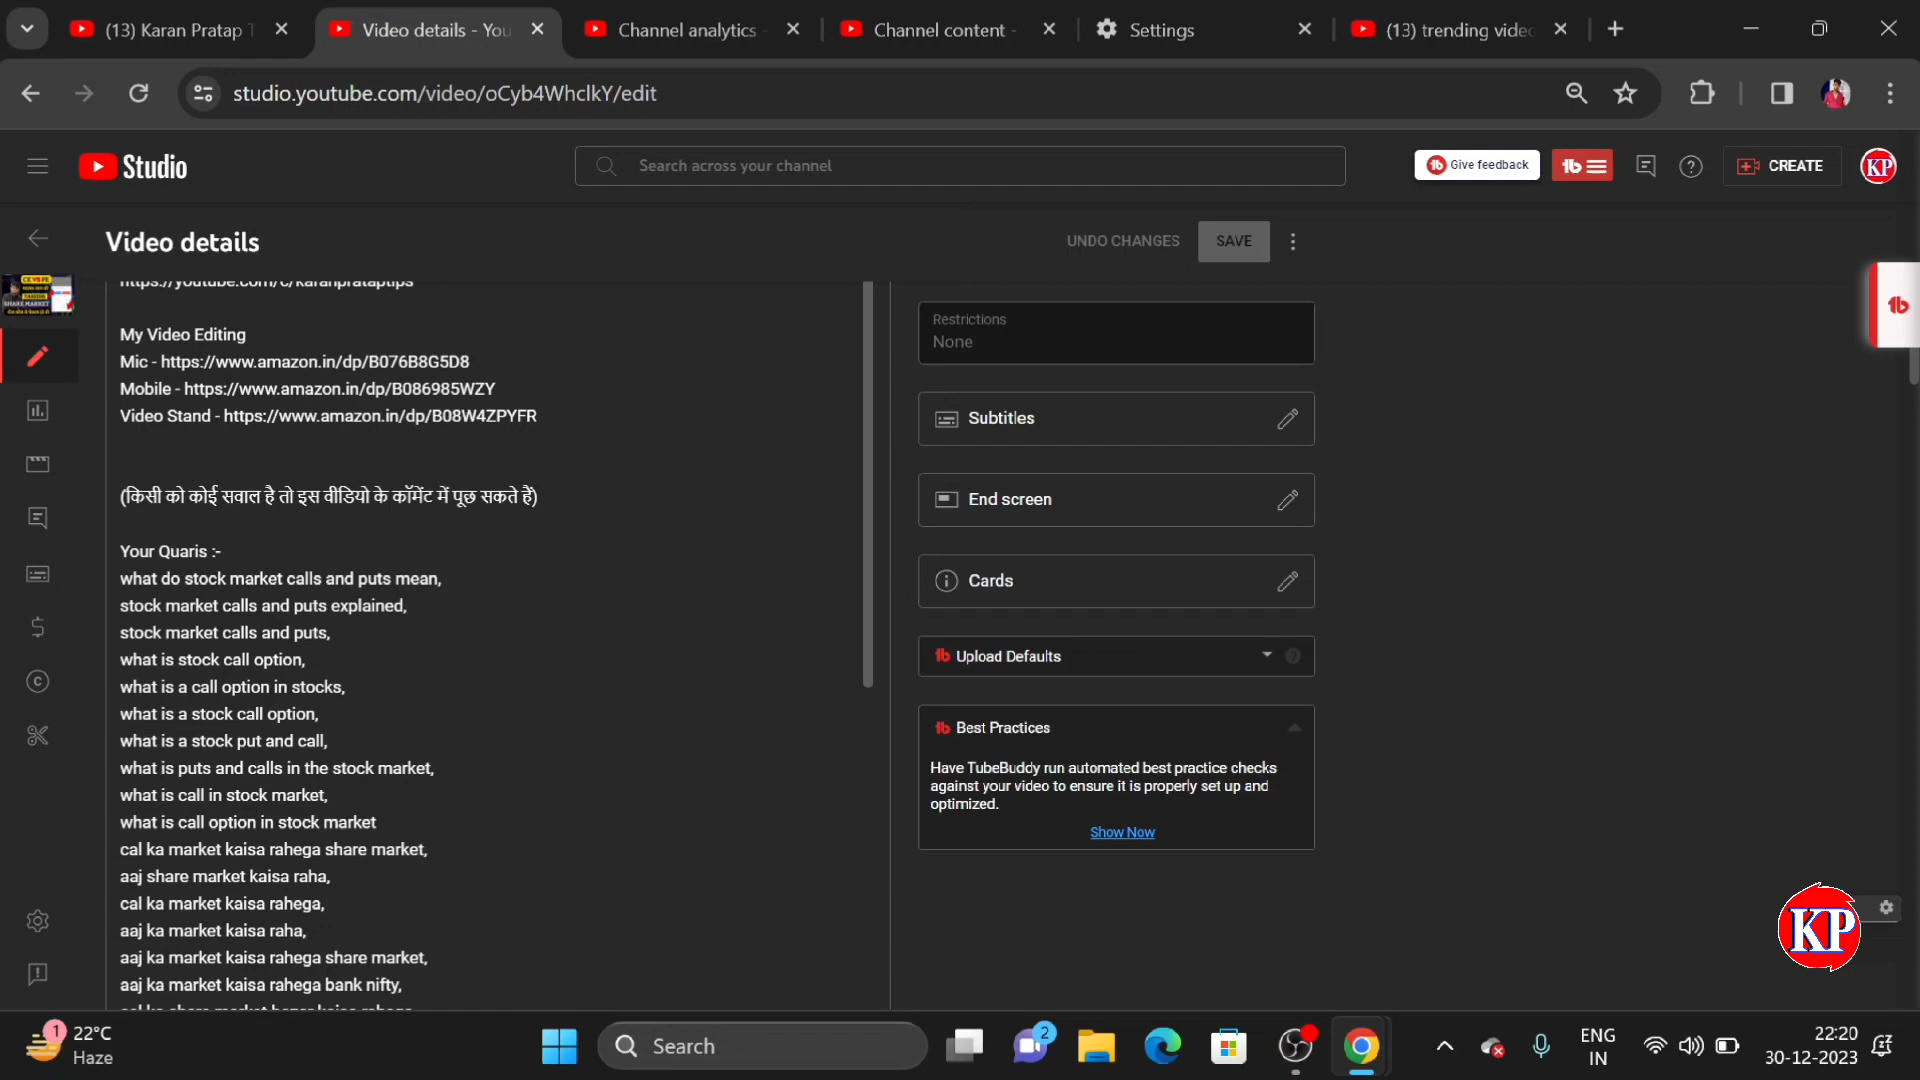 (13) Karan Pratap T
Video details - You
Channel analytics -
Channel content -
Settings
(13) trending video
studio.youtube.com/video/oCyb4WhclkY/edit
Studio
Search across your channel
Give feedback
CREATE
KP
Video details
UNDO CHANGES
SAVE
https://youtube.com/c/karanprataptips
My Video Editing
Mic - https://www.amazon.in/dp/B076B8G5D8
Mobile - https://www.amazon.in/dp/B086985WZY
Video Stand - https://www.amazon.in/dp/B08W4ZPYFR
(किसी को कोई सवाल है तो इस वीडियो के कॉमेंट में पूछ सकते हैं)
Your Quaris :-
what do stock market calls and puts mean,
stock market calls and puts explained,
stock market calls and puts,
what is stock call option,
what is a call option in stocks,
what is a stock call option,
what is a stock put and call,
what is puts and calls in the stock market,
what is call in stock market,
what is call option in stock market
cal ka market kaisa rahega share market,
aaj share market kaisa raha,
cal ka market kaisa rahega,
aaj ka market kaisa raha,
aaj ka market kaisa rahega share market,
aaj ka market kaisa rahega bank nifty,
Restrictions
None
Subtitles
End screen
Cards
Upload Defaults
Best Practices
Have TubeBuddy run automated best practice checks
against your video to ensure it is properly set up and
optimized.
Show Now
KP
1
22°C
Haze
Search
2
ENG
IN
22:20
30-12-2023